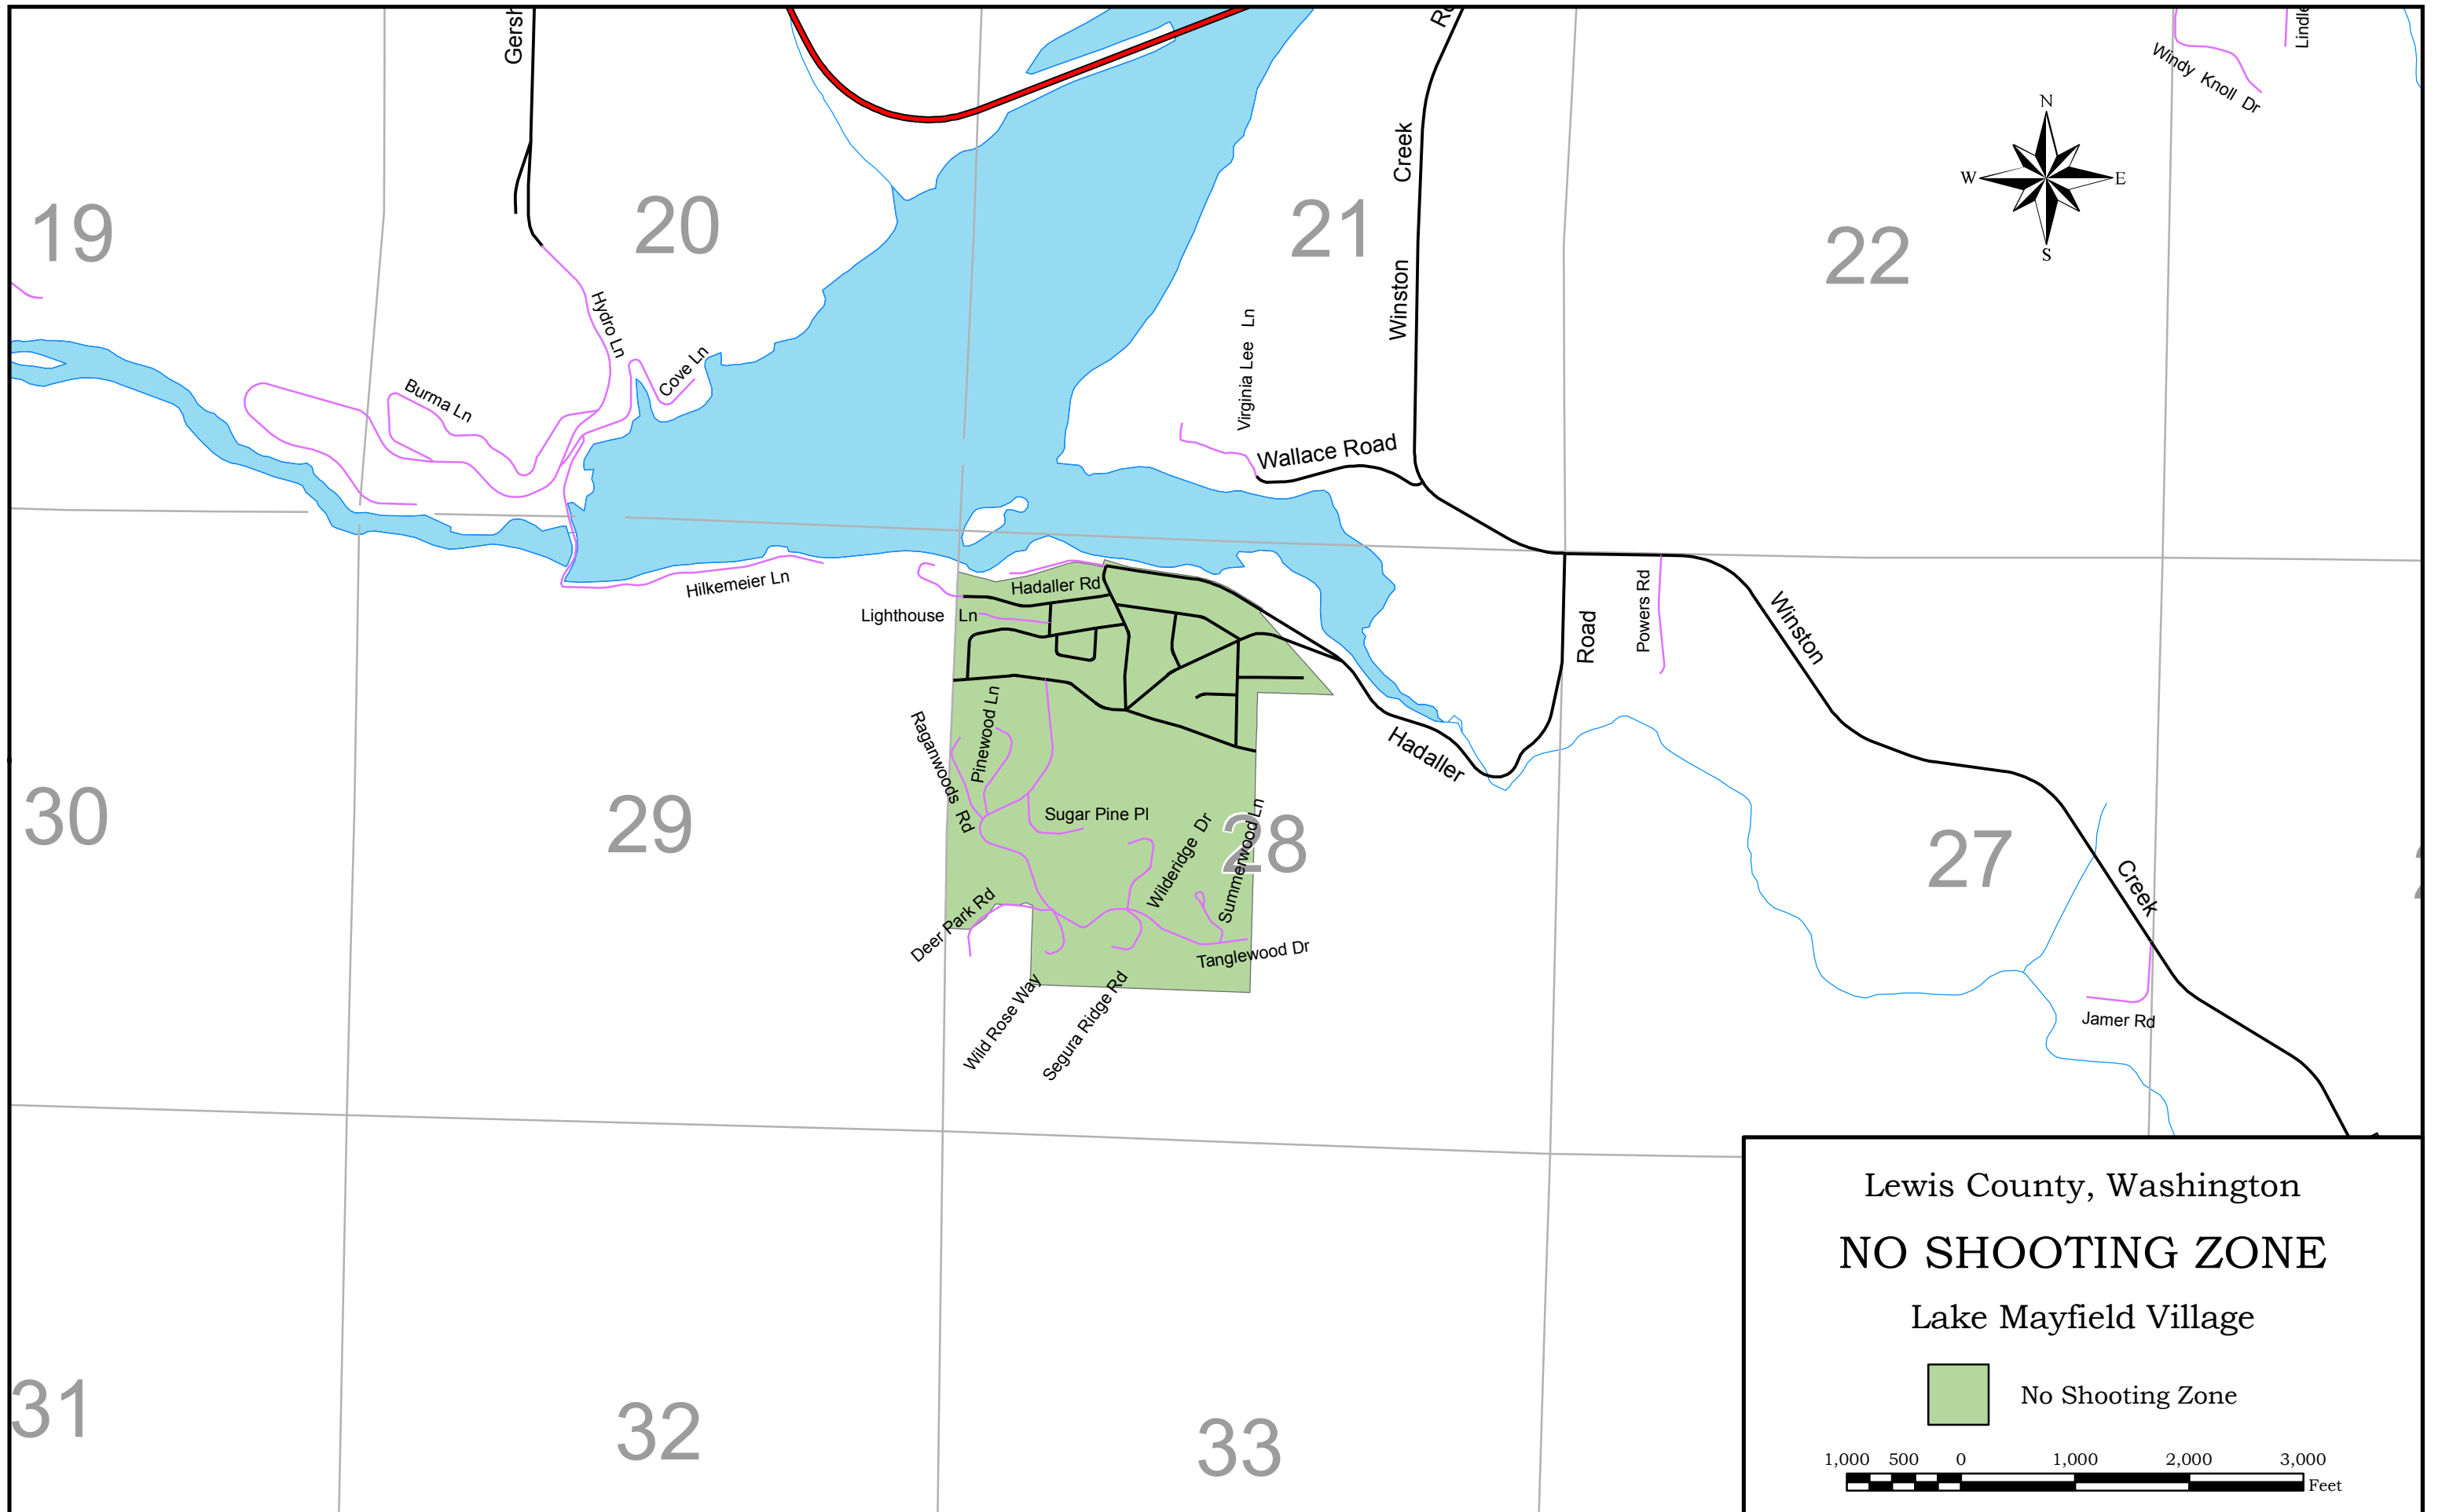 Gersh
Ro
Lindle
Windy Knoll Dr
N
W
E
S
19
20
21
22
Creek
Winston
Hydro Ln
Cove Ln
Burma Ln
Virginia Lee Ln
Wallace Road
Hilkemeier Ln
Hadaller Rd
Lighthouse Ln
Road
Powers Rd
Winston
Raganwoods Rd
Pinewood Ln
Hadaller
30
29
Sugar Pine Pl
28
27
Wilderidge Dr
Summerwood Ln
Creek
Deer Park Rd
Tanglewood Dr
Wild Rose Way
Segura Ridge Rd
Jamer Rd
31
32
33
Lewis County, Washington
NO SHOOTING ZONE
Lake Mayfield Village
No Shooting Zone
1,000 500 0 1,000 2,000 3,000
Feet